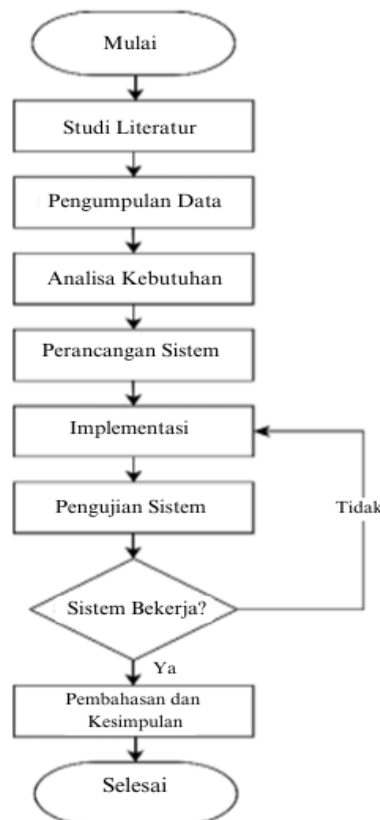 Mulai
Studi Literatur
Pengumpulan Data
Analisa Kebutuhan
Perancangan Sistem
Implementasi
Pengujian Sistem
Tidak
Sistem Bekerja?
Ya
Pembahasan dan
Kesimpulan
Selesai